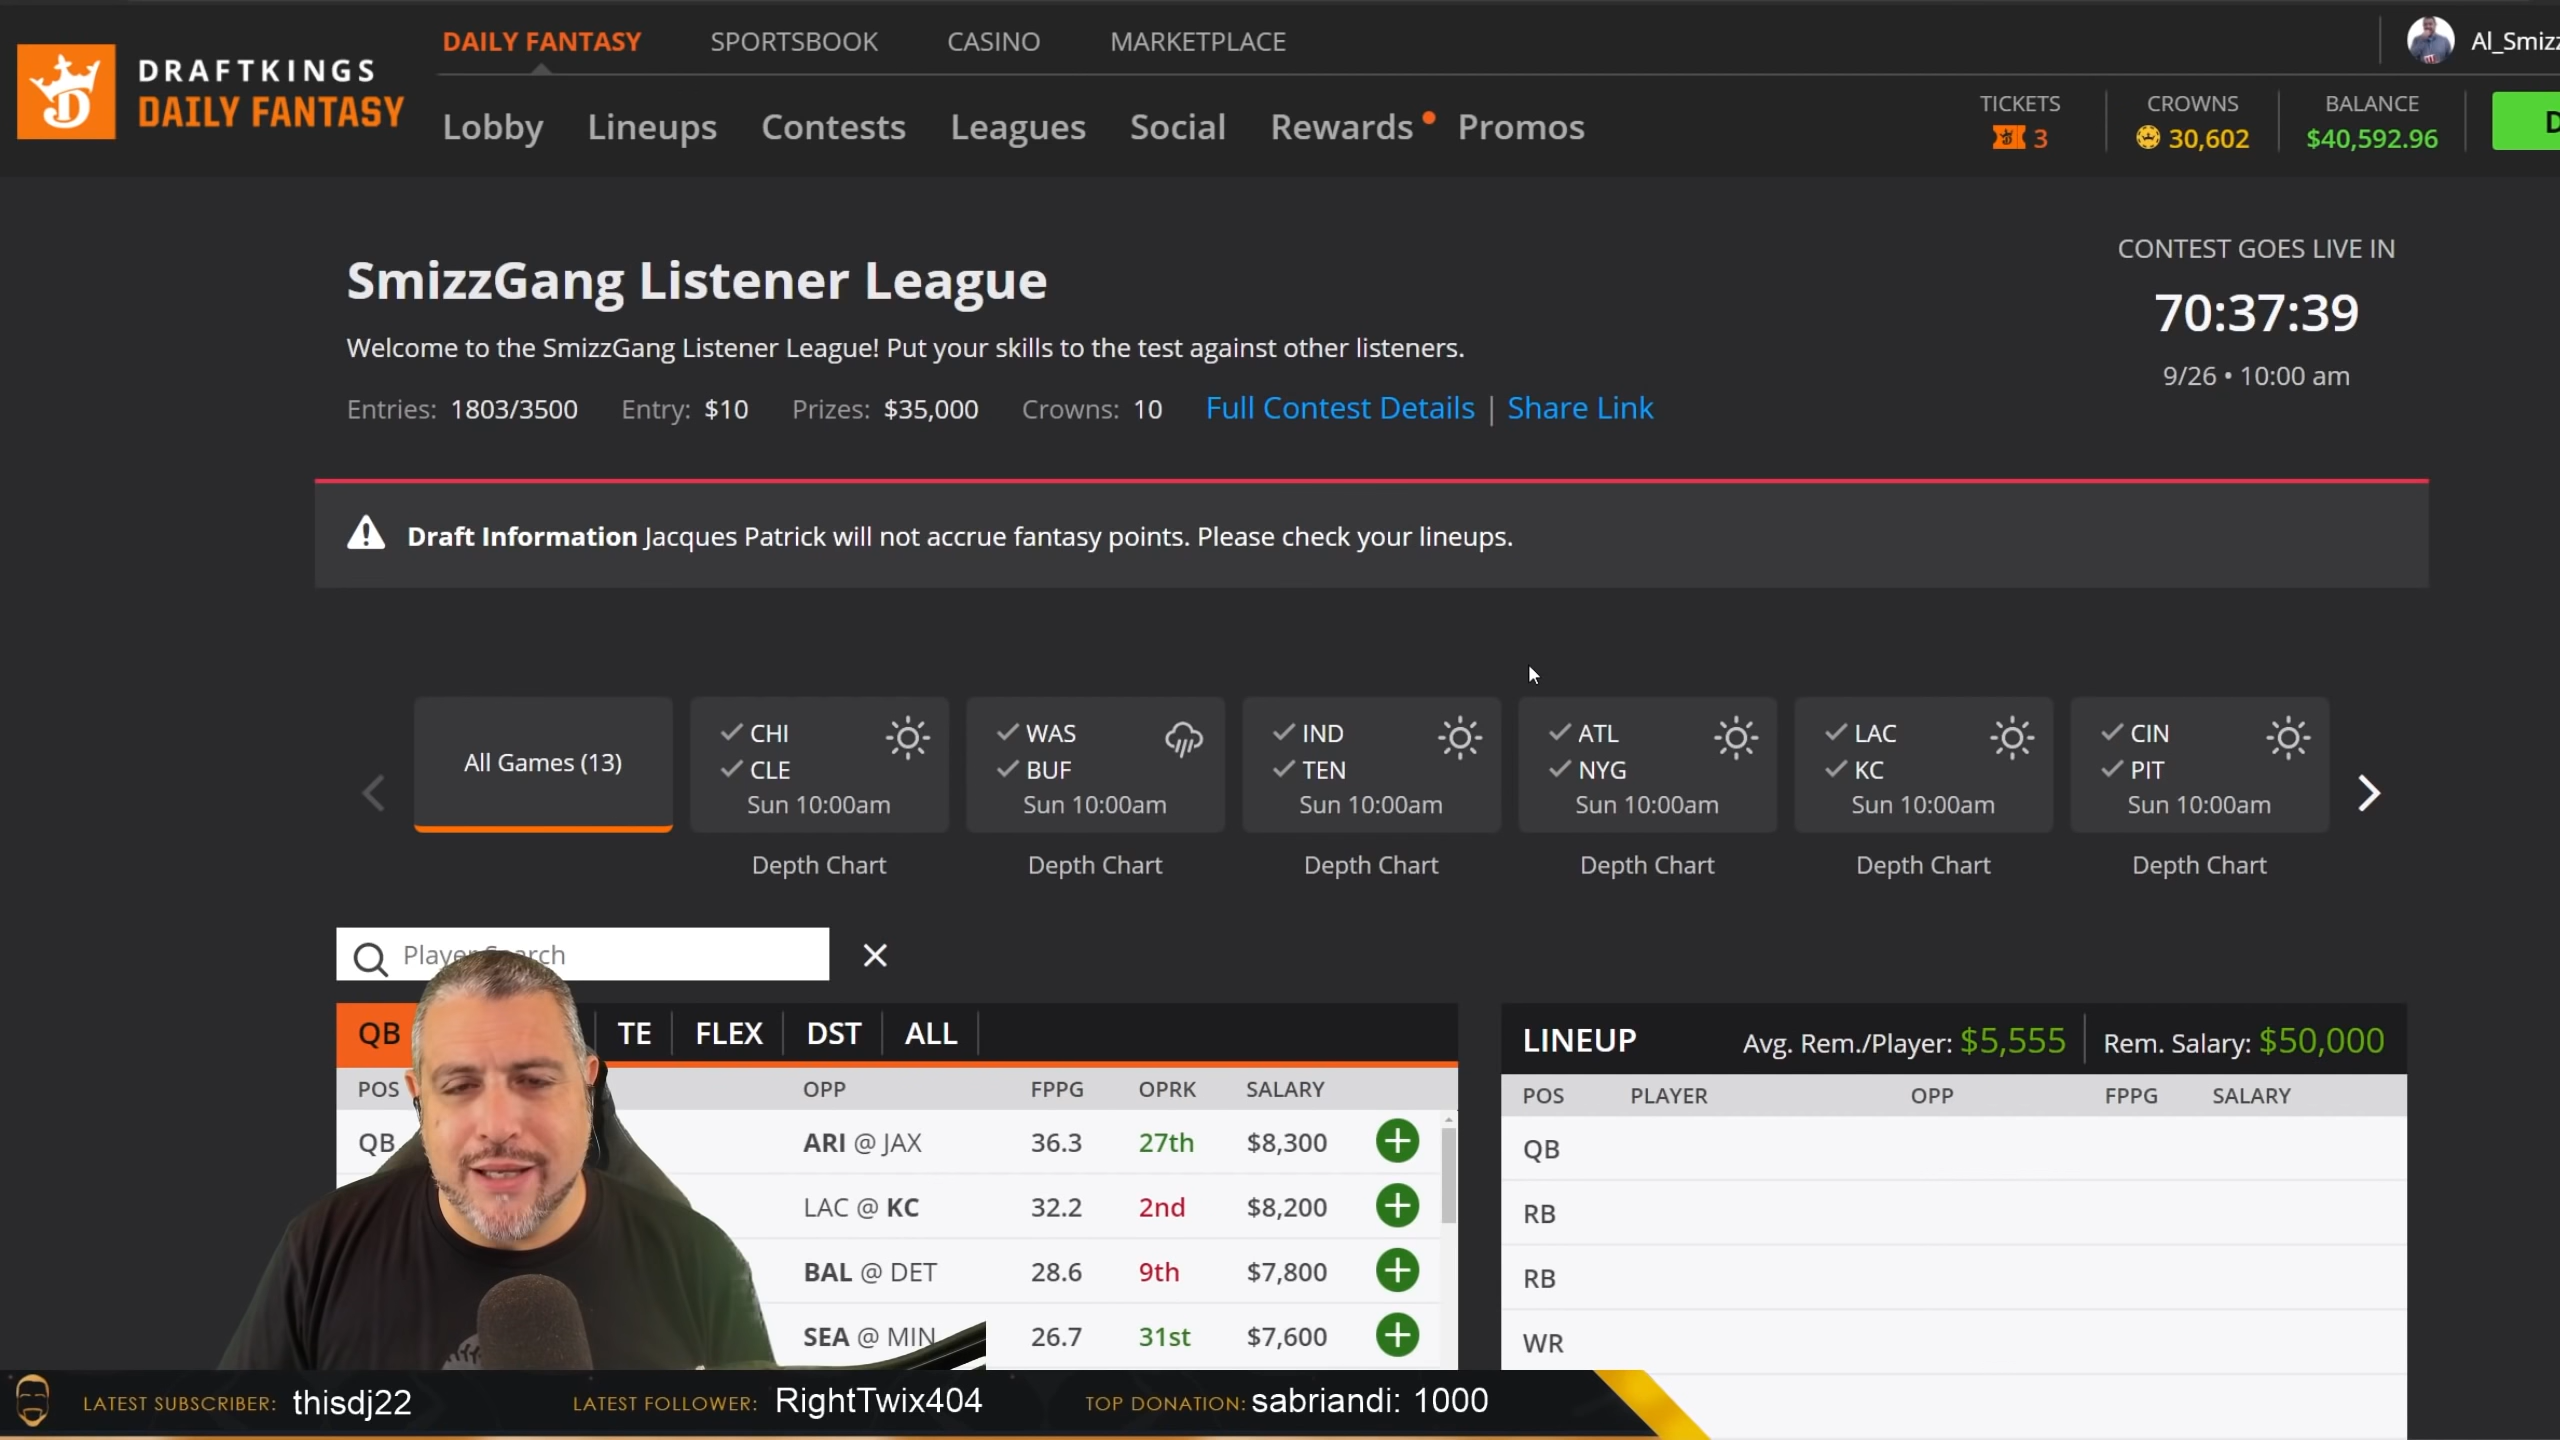 DAILY FANTASY SPORTSBOOK CASINO MARKETPLACE
DRAFTKINGS
DAILY FANTASY
Lobby Lineups Contests Leagues Social Rewards Promos
TICKETS
3
CROWNS
30,602
BALANCE
$40,592.96
SmizzGang Listener League
Welcome to the SmizzGang Listener League! Put your skills to the test against other listeners.
Entries: 1803/3500 Entry: $10 Prizes: $35,000 Crowns: 10 Full Contest Details | Share Link
CONTEST GOES LIVE IN
70:37:39
9/26 • 10:00 am
Draft Information Jacques Patrick will not accrue fantasy points. Please check your lineups.
All Games (13)
CHI
CLE
Sun 10:00am
Depth Chart
WAS
BUF
Sun 10:00am
Depth Chart
IND
TEN
Sun 10:00am
Depth Chart
ATL
NYG
Sun 10:00am
Depth Chart
LAC
KC
Sun 10:00am
Depth Chart
CIN
PIT
Sun 10:00am
Depth Chart
Player Search
QB TE FLEX DST ALL
POS OPP FPPG OPRK SALARY
QB ARI @ JAX 36.3 27th $8,300
LAC @ KC 32.2 2nd $8,200
BAL @ DET 28.6 9th $7,800
SEA @ MIN 26.7 31st $7,600
LINEUP Avg. Rem./Player: $5,555 Rem. Salary: $50,000
POS PLAYER OPP FPPG SALARY
QB
RB
RB
WR
LATEST SUBSCRIBER: thisdj22 LATEST FOLLOWER: RightTwix404 TOP DONATION: sabriandi: 1000